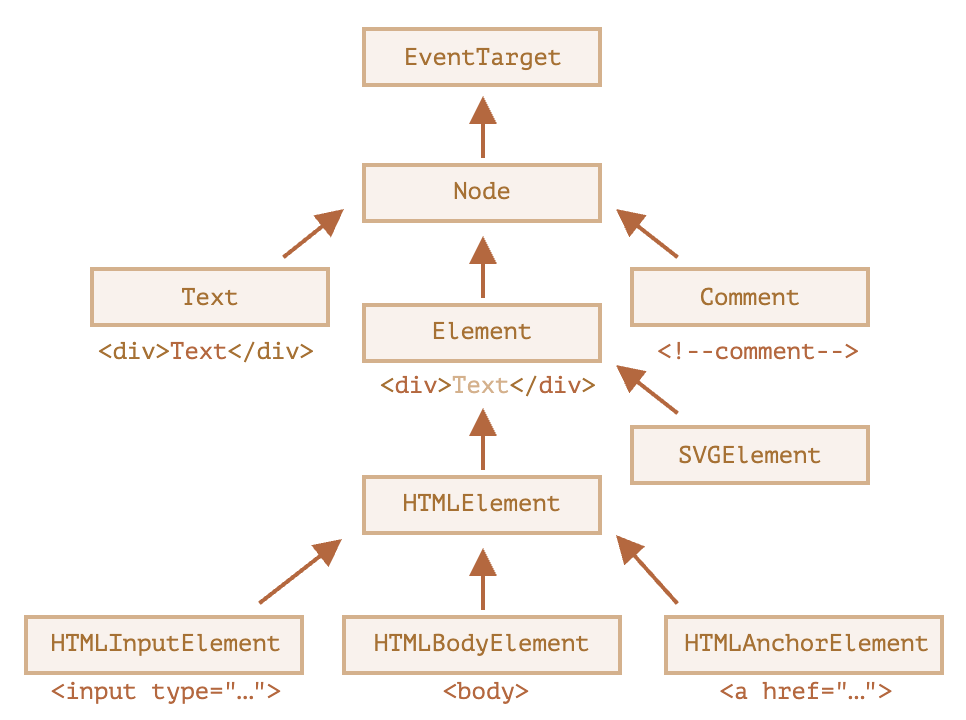 EventTarget
Node
Text
Comment
<div>Text</div>
Element
<!--comment-->
<div>Text</div>
SVGElement
HTMLElement
HTMLInputElement
HTMLBodyElement
HTMLAnchorElement
<input type="…">
<body>
<a href="…">